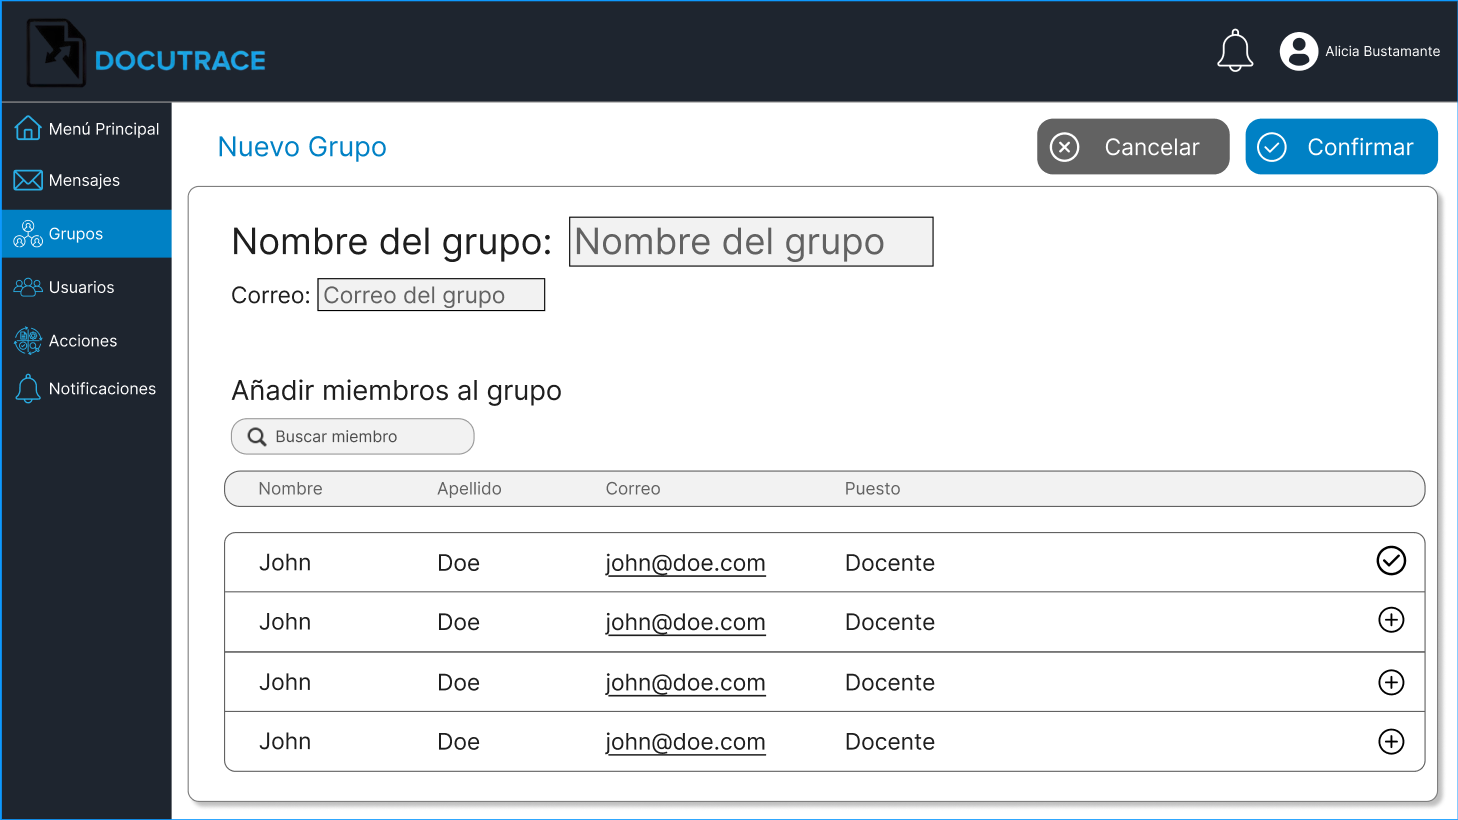 DOCUTRACE
Alicia Bustamante
Menú Principal
Mensajes
Grupos
Usuarios
Acciones
Notificaciones
Nuevo Grupo
Cancelar
Confirmar
Nombre del grupo: Nombre del grupo
Correo: Correo del grupo
Añadir miembros al grupo
Buscar miembro
Nombre Apellido Correo Puesto
John Doe john@doe.com Docente
John Doe john@doe.com Docente
John Doe john@doe.com Docente
John Doe john@doe.com Docente